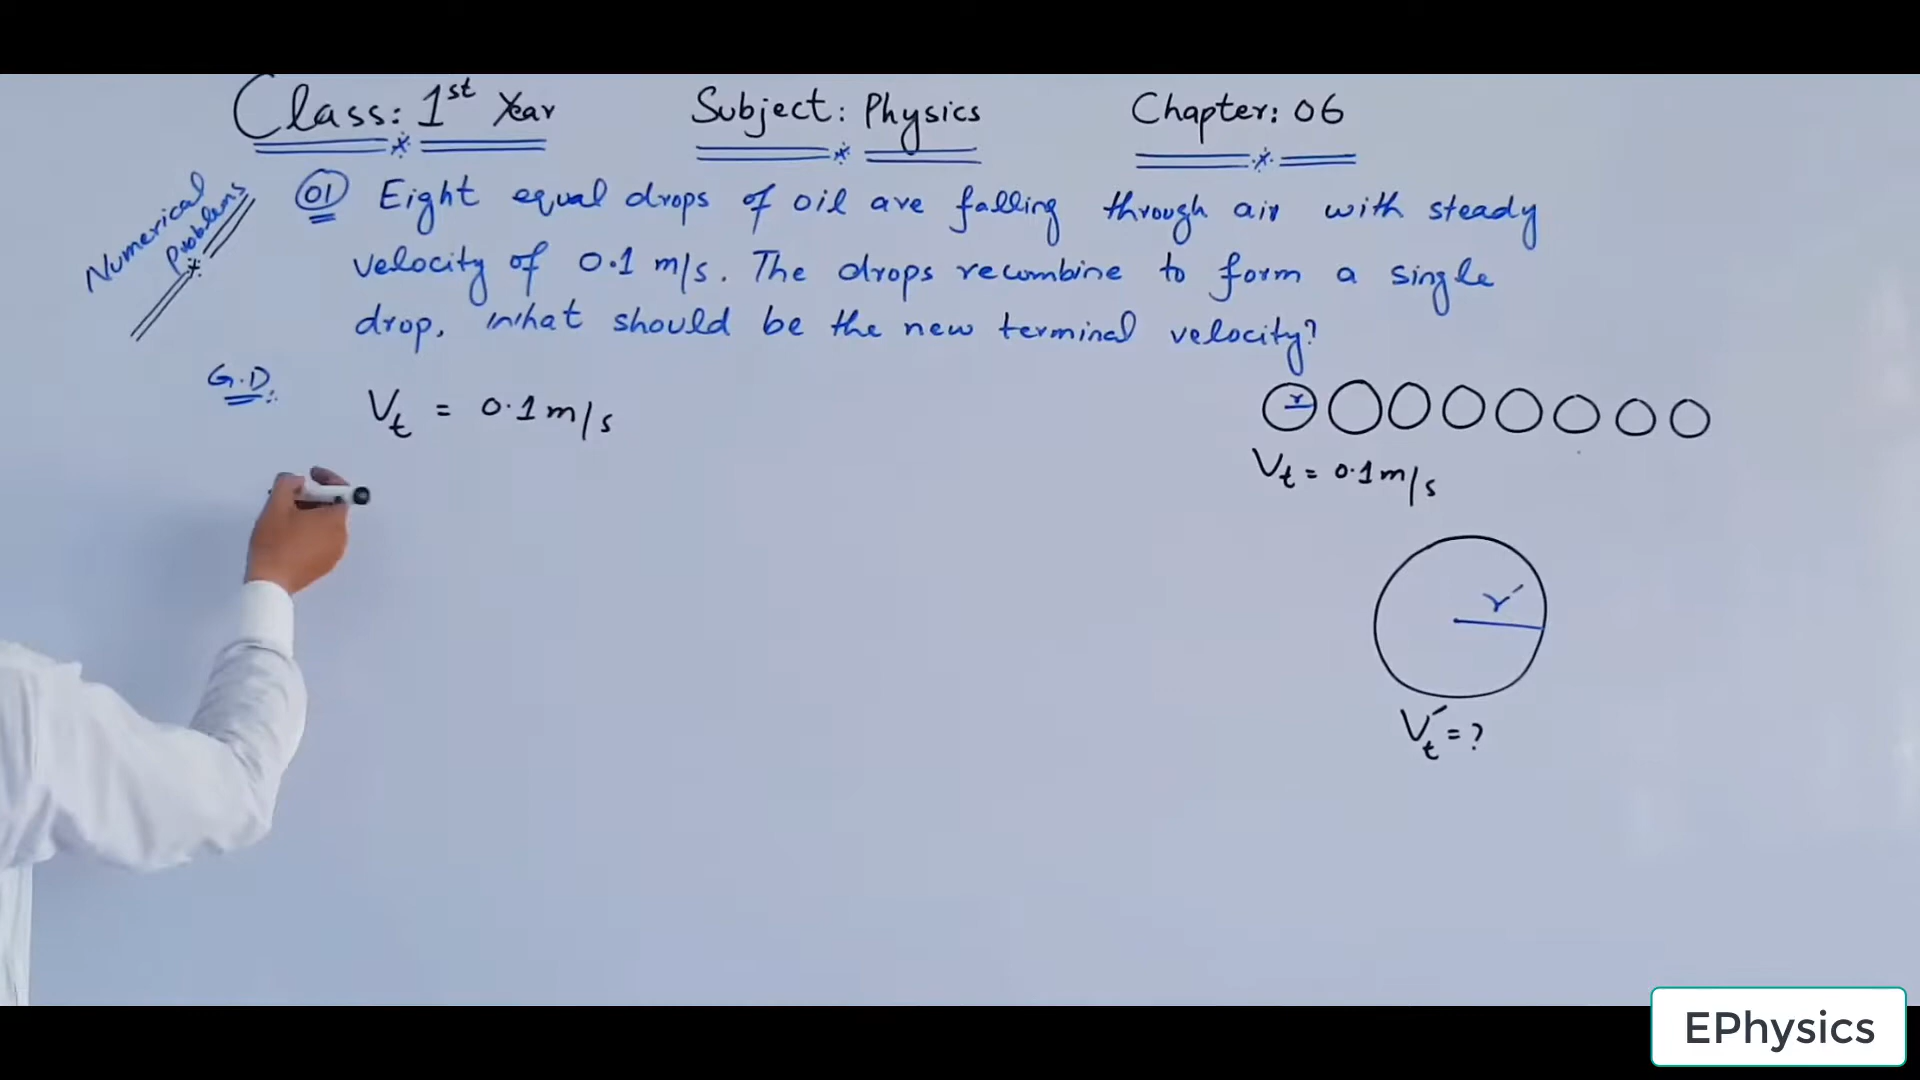 Class: 1st Year Subject: Physics Chapter: 06
Numerical
Problems
01 Eight equal drops of oil are falling through air with steady
velocity of 0.1 m/s. The drops recombine to form a single
drop, What should be the new terminal velocity?
G.D:
Vt = 0.1 m/s
r
Vt = 0.1 m/s
r′
V′t = ?
EPhysics